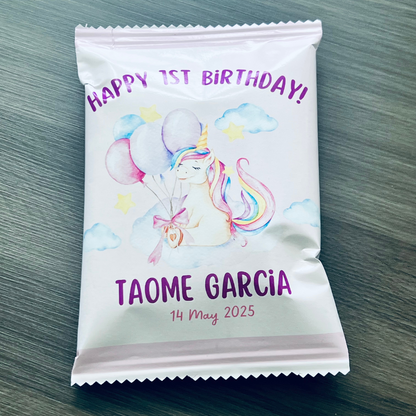 HAPPY 1ST BiRTHDAY!
TAOME GARCiA
14 May 2025